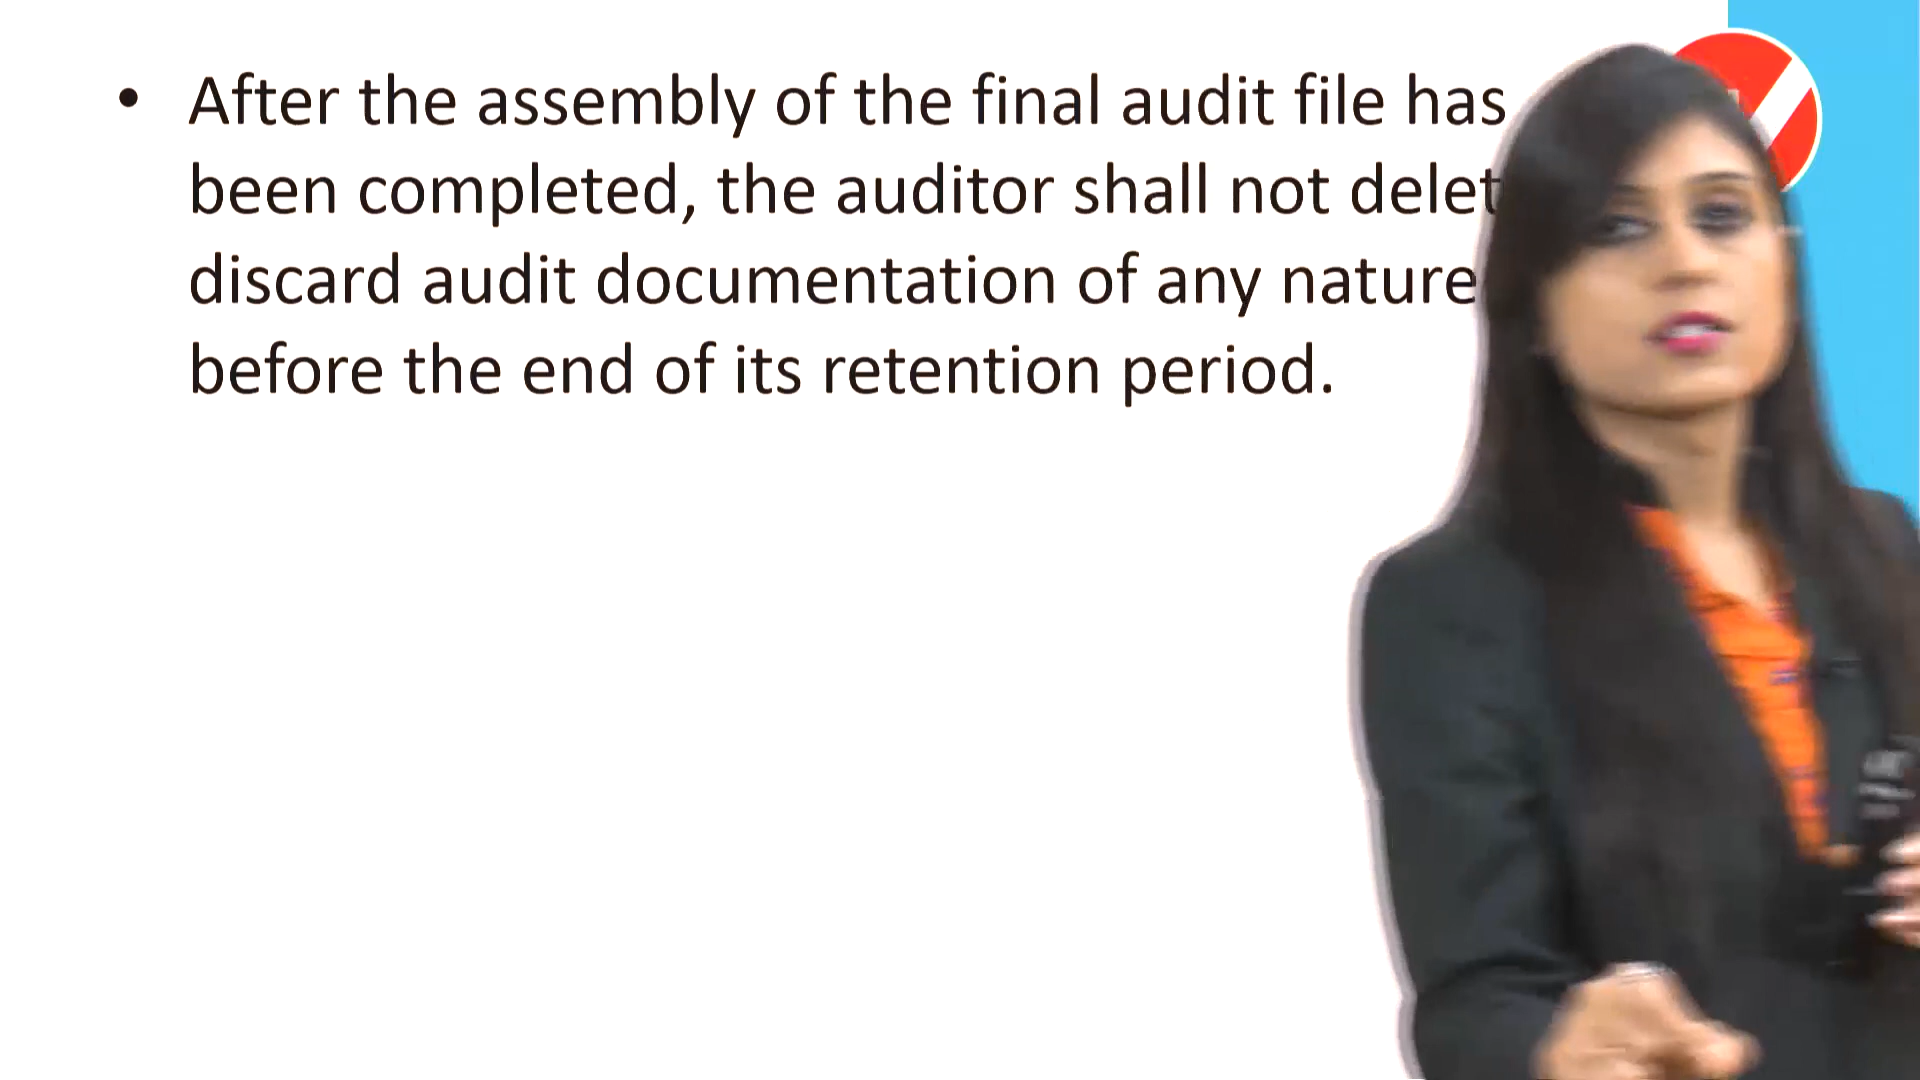 • After the assembly of the final audit file has
been completed, the auditor shall not delet
discard audit documentation of any nature
before the end of its retention period.